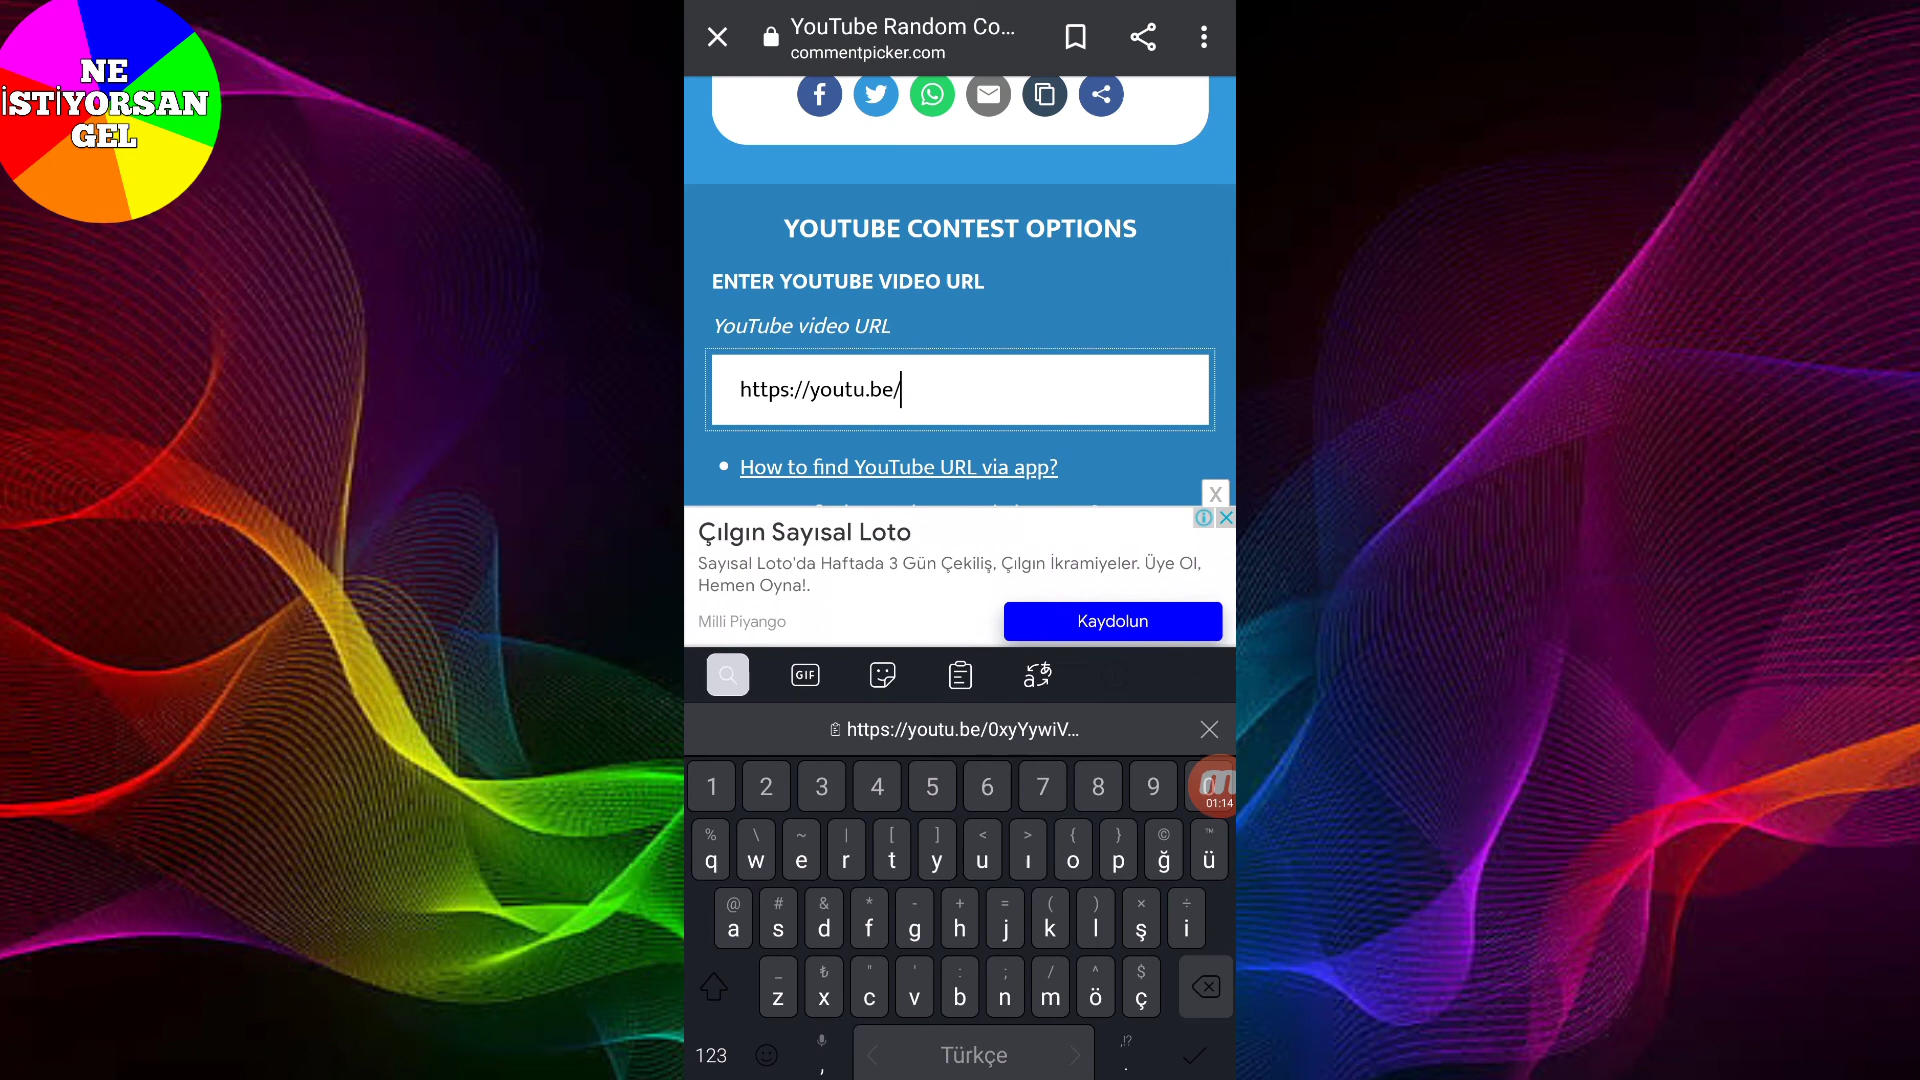 NE
İSTİYORSAN
GEL
YouTube Random Co...
commentpicker.com
YOUTUBE CONTEST OPTIONS
ENTER YOUTUBE VIDEO URL
YouTube video URL
https://youtu.be/
How to find YouTube URL via app?
X
Çılgın Sayısal Loto
Sayısal Loto'da Haftada 3 Gün Çekiliş, Çılgın İkramiyeler. Üye Ol,
Hemen Oyna!.
Milli Piyango
Kaydolun
GIF
https://youtu.be/0xyYywiV...
1 2 3 4 5 6 7 8 9 0
01:14
% \ ~ | [ ] < > { } © ™
q w e r t y u ı o p ğ ü
@ # & * - + = ( ) × ÷
a s d f g h j k l ş i
_ ₺ " ' : ; / ^ $
z x c v b n m ö ç
,!?
123 , Türkçe .